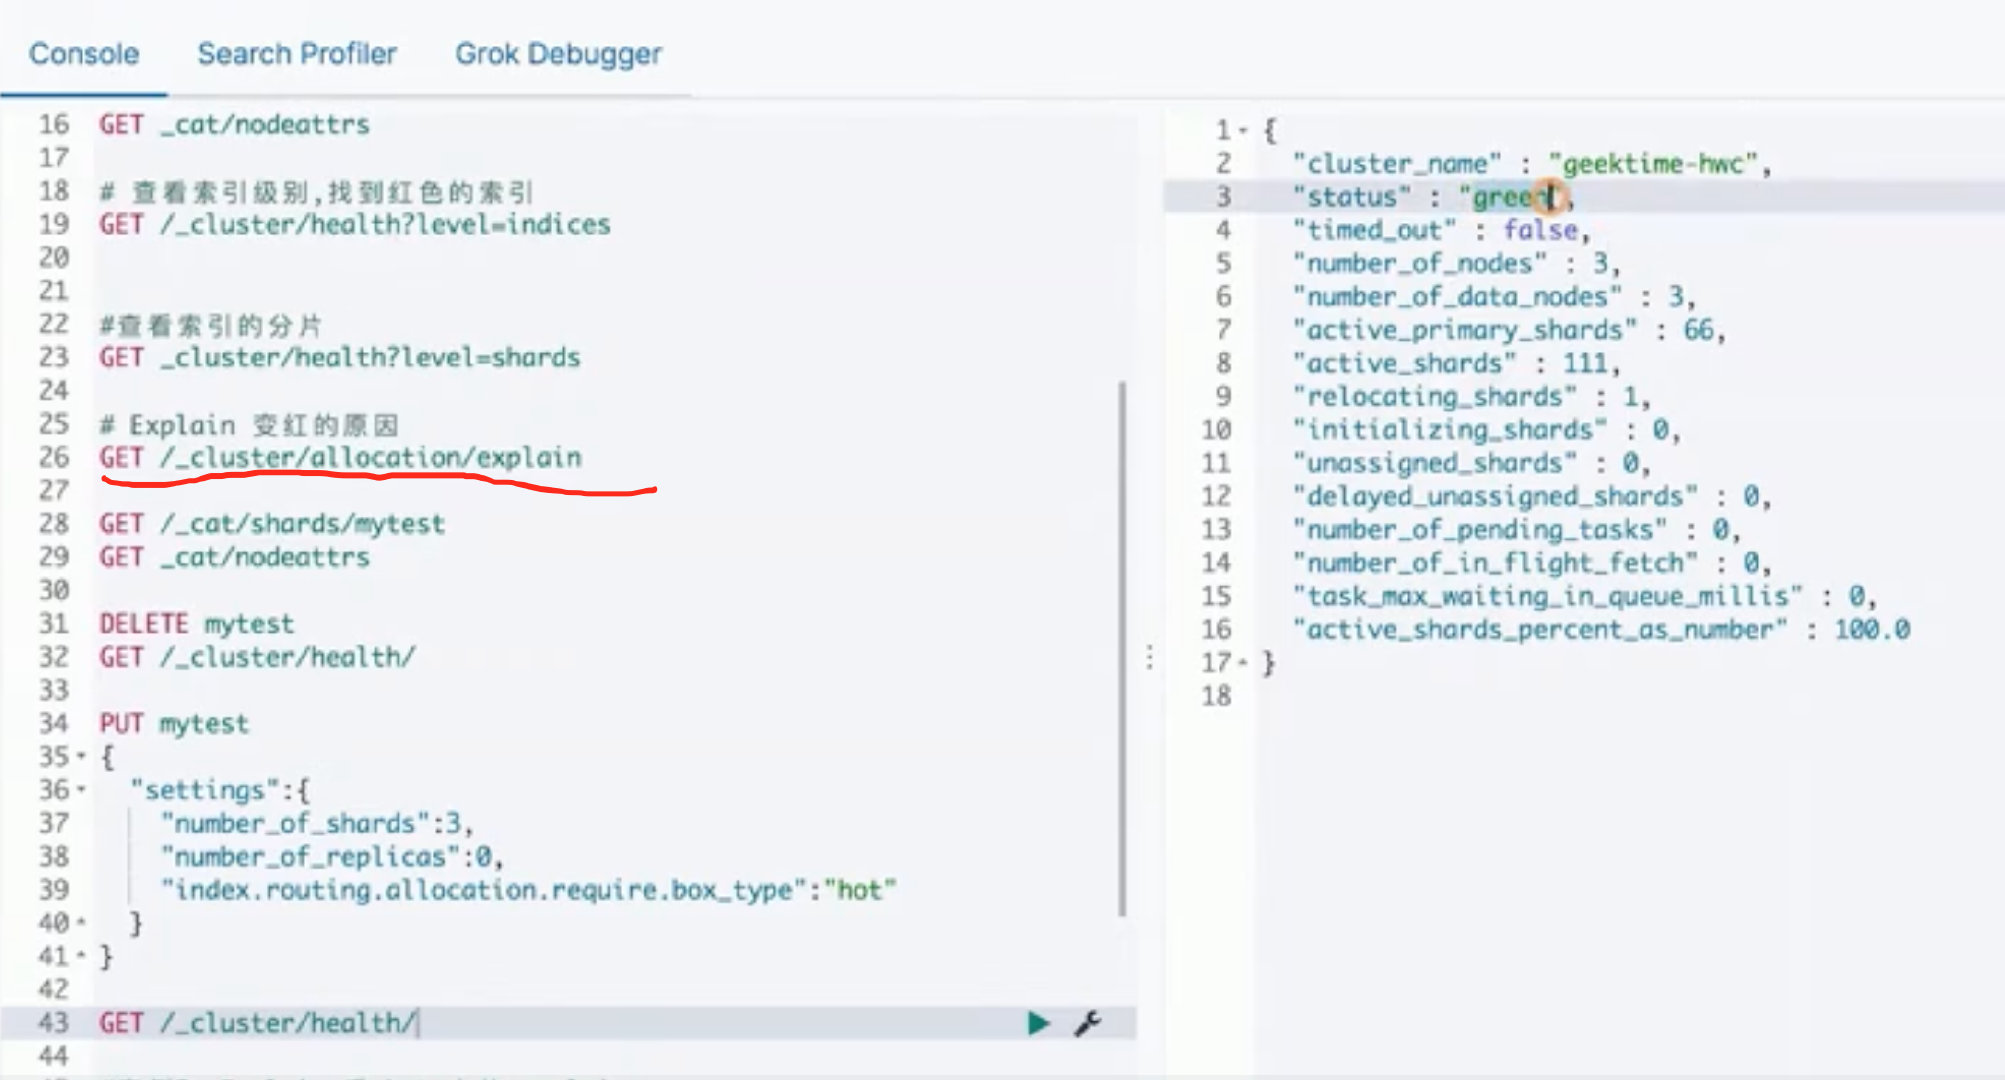 Console Search Profiler Grok Debugger
16 GET _cat/nodeattrs
17
18 # 查看索引级别,找到红色的索引
19 GET /_cluster/health?level=indices
20
21
22 #查看索引的分片
23 GET _cluster/health?level=shards
24
25 # Explain 变红的原因
26 GET /_cluster/allocation/explain
27
28 GET /_cat/shards/mytest
29 GET _cat/nodeattrs
30
31 DELETE mytest
32 GET /_cluster/health/
33
34 PUT mytest
35 {
36 "settings":{
37 "number_of_shards":3,
38 "number_of_replicas":0,
39 "index.routing.allocation.require.box_type":"hot"
40 }
41 }
42
43 GET /_cluster/health/
44
1 {
2 "cluster_name" : "geektime-hwc",
3 "status" : "green",
4 "timed_out" : false,
5 "number_of_nodes" : 3,
6 "number_of_data_nodes" : 3,
7 "active_primary_shards" : 66,
8 "active_shards" : 111,
9 "relocating_shards" : 1,
10 "initializing_shards" : 0,
11 "unassigned_shards" : 0,
12 "delayed_unassigned_shards" : 0,
13 "number_of_pending_tasks" : 0,
14 "number_of_in_flight_fetch" : 0,
15 "task_max_waiting_in_queue_millis" : 0,
16 "active_shards_percent_as_number" : 100.0
17 }
18